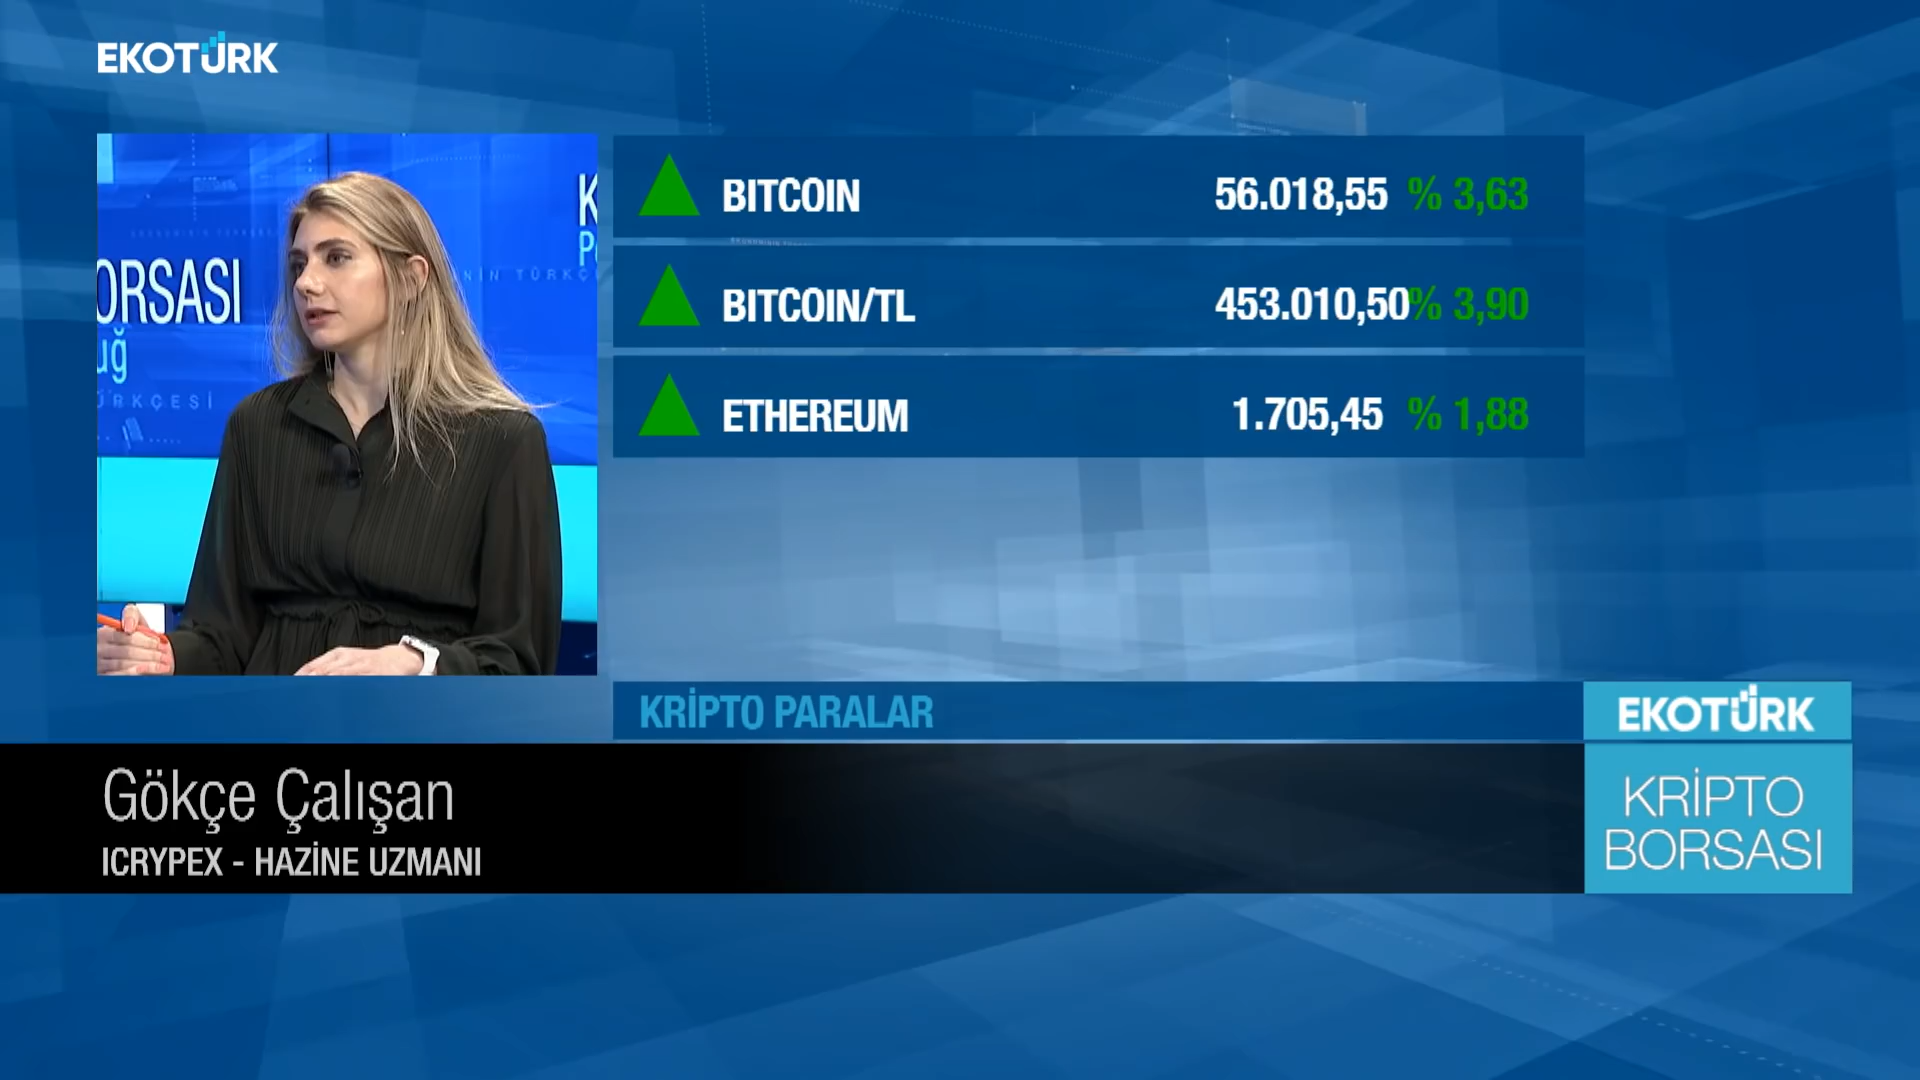 EKOTÜRK
ORSASI
uğ
BITCOIN 56.018,55 % 3,63
BITCOIN/TL 453.010,50 % 3,90
ETHEREUM 1.705,45 % 1,88
KRİPTO PARALAR
EKOTÜRK
Gökçe Çalışan
ICRYPEX - HAZİNE UZMANI
KRİPTO
BORSASI